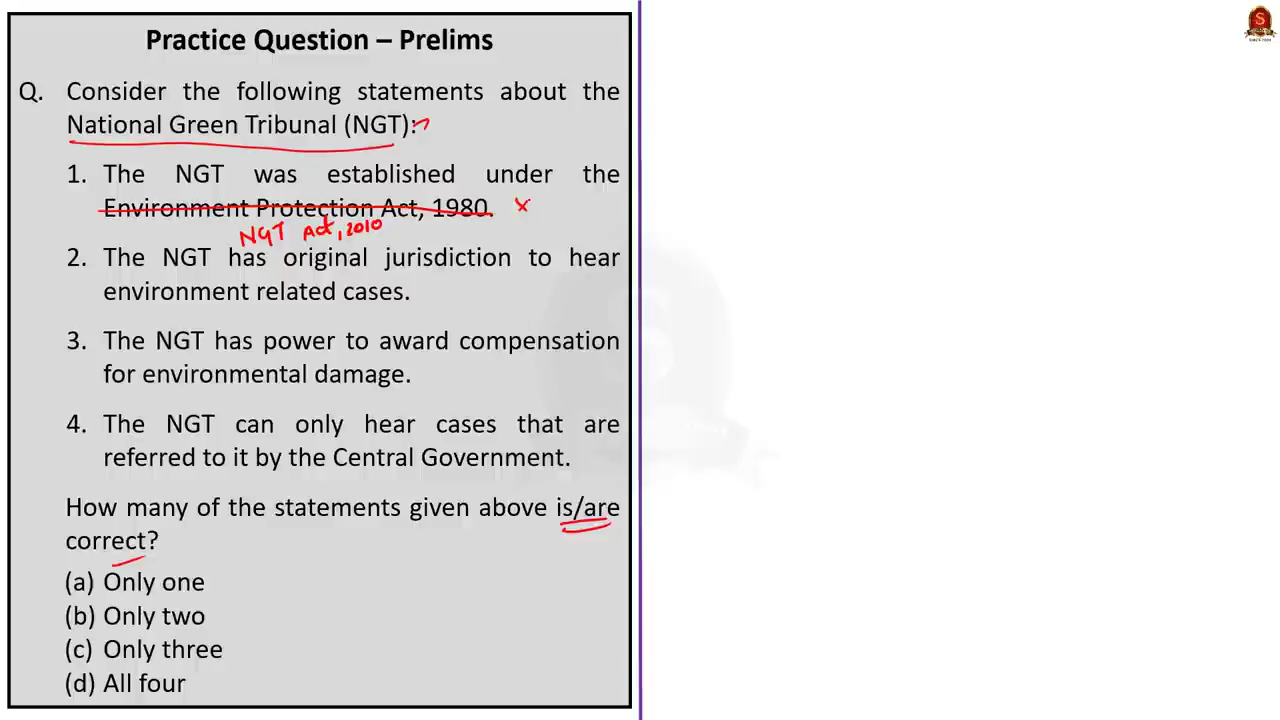 Practice Question – Prelims
Q. Consider the following statements about the
National Green Tribunal (NGT):
1. The NGT was established under the
Environment Protection Act, 1980. ×
NGT Act, 2010
2. The NGT has original jurisdiction to hear
environment related cases.
3. The NGT has power to award compensation
for environmental damage.
4. The NGT can only hear cases that are
referred to it by the Central Government.
How many of the statements given above is/are
correct?
(a) Only one
(b) Only two
(c) Only three
(d) All four